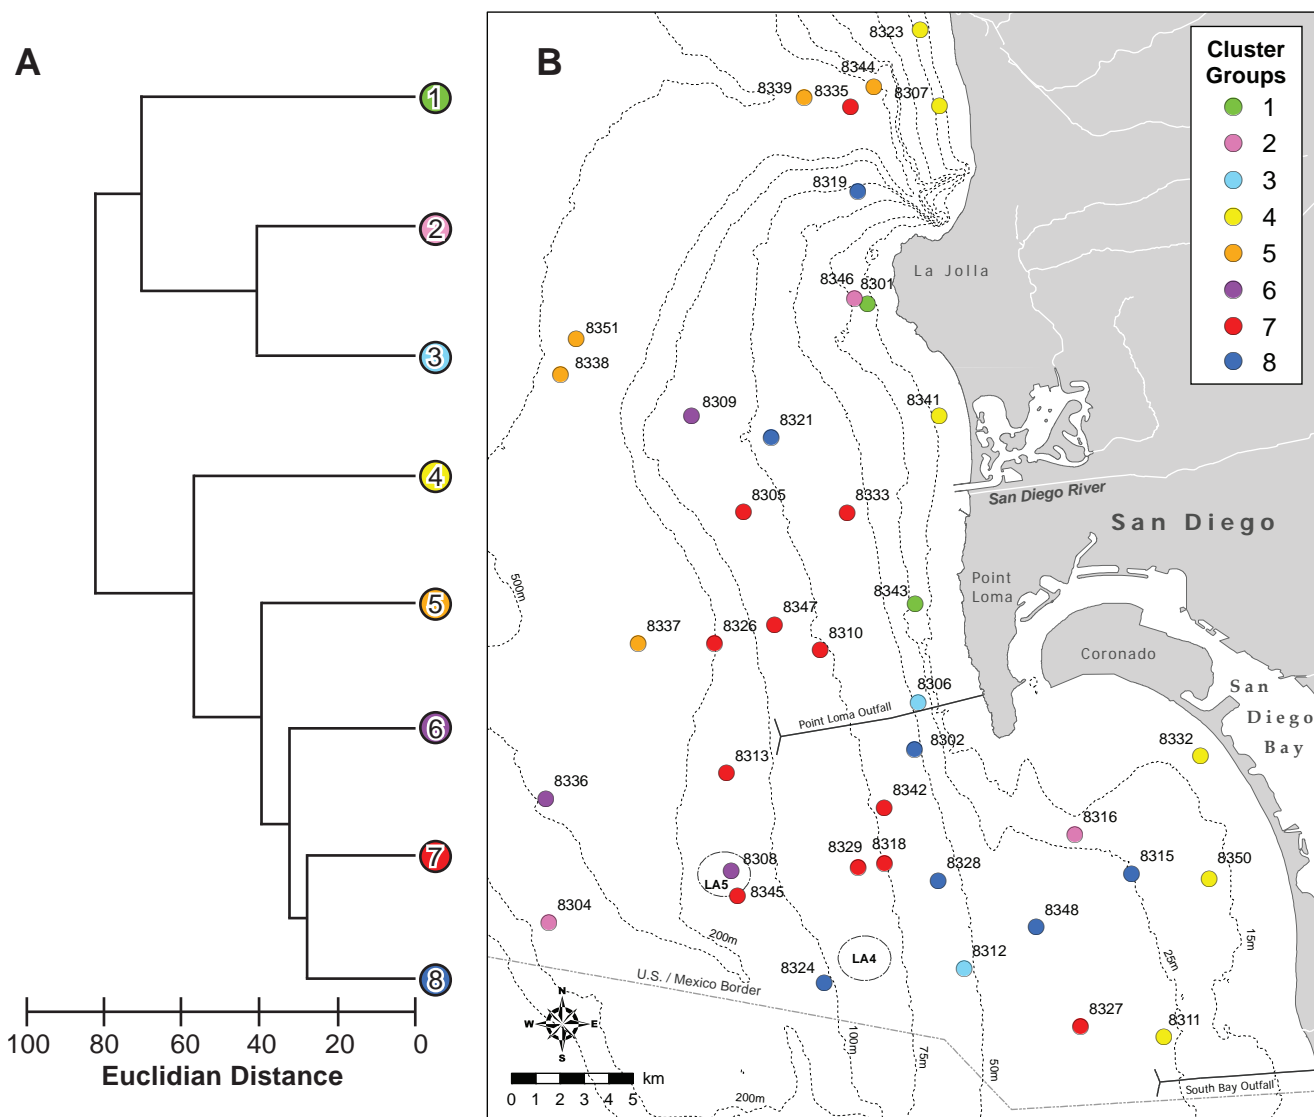 A
1
2
3
4
5
6
7
8
100 80 60 40 20 0
Euclidian Distance
B
Cluster
Groups
1
2
3
4
5
6
7
8
8323
8344
8339
8335
8307
8319
La Jolla
8346
8301
8351
8338
8309
8321
8341
8305
8333
San Diego River
San Diego
500m
Point
Loma
8343
8347
8337
8326
8310
Coronado
8306
San
Diego
Bay
Point Loma Outfall
8302
8332
8313
8336
8342
8316
8308
8329
8318
8328
8315
8350
LA5
8345
8304
8348
200m
15m
25m
8312
LA4
8324
U.S. / Mexico Border
8327
8311
N
W
E
S
100m
75m
50m
km
0 1 2 3 4 5
200m
South Bay Outfall